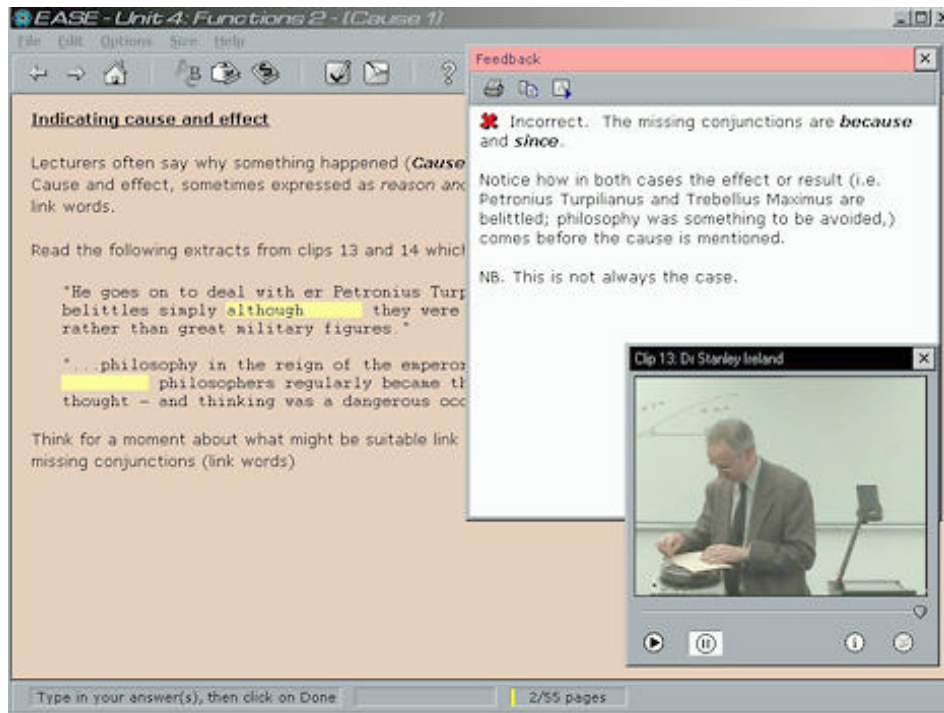 EASE - Unit 4: Functions 2 - (Cause 1)
File Edit Options Size Help
Indicating cause and effect
Lecturers often say why something happened (Cause
Cause and effect, sometimes expressed as reason and
link words.
Read the following extracts from clips 13 and 14 which
"He goes on to deal with er Petronius Turp
belittles simply although they were
rather than great military figures."
"...philosophy in the reign of the emperor
philosophers regularly became th
thought – and thinking was a dangerous occ
Think for a moment about what might be suitable link
missing conjunctions (link words)
Feedback
Incorrect. The missing conjunctions are because
and since.
Notice how in both cases the effect or result (i.e.
Petronius Turpilianus and Trebellius Maximus are
belittled; philosophy was something to be avoided,)
comes before the cause is mentioned.
NB. This is not always the case.
Clip 13: Dr Stanley Ireland
Type in your answer(s), then click on Done
2/55 pages